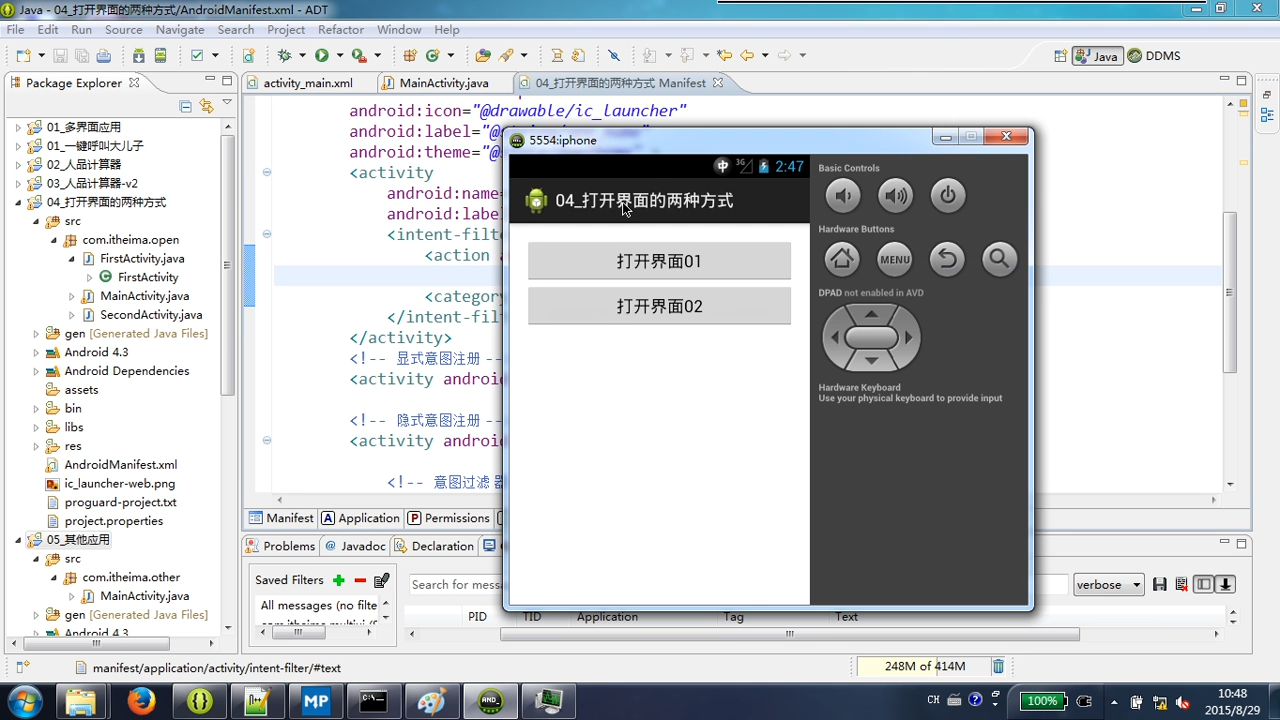 Java - 04_打开界面的两种方式/AndroidManifest.xml - ADT
File Edit Run Source Navigate Search Project Refactor Window Help
Java DDMS
Package Explorer
01_多界面应用
01_一键呼叫大儿子
02_人品计算器
03_人品计算器-v2
04_打开界面的两种方式
src
com.itheima.open
FirstActivity.java
FirstActivity
MainActivity.java
SecondActivity.java
gen [Generated Java Files]
Android 4.3
Android Dependencies
assets
bin
libs
res
AndroidManifest.xml
ic_launcher-web.png
proguard-project.txt
project.properties
05_其他应用
src
com.itheima.other
MainActivity.java
gen [Generated Java Files]
Android 4.3
activity_main.xml MainActivity.java 04_打开界面的两种方式 Manifest
android:icon="@drawable/ic_launcher"
android:label="@
android:theme="@
<activity
android:name=
android:label
<intent-filte
<action
<category
</intent-filt
</activity>
<!-- 显式意图注册 --
<activity android
<!-- 隐式意图注册 --
<activity android
<!-- 意图过滤器
Manifest Application Permissions
5554:iphone
中 3G 2:47
04_打开界面的两种方式
打开界面01
打开界面02
Basic Controls
Hardware Buttons
MENU
DPAD not enabled in AVD
Hardware Keyboard
Use your physical keyboard to provide input
Problems Javadoc Declaration
Saved Filters
All messages (no filte
Search for messa
verbose
PID TID Application Tag Text
manifest/application/activity/intent-filter/#text
248M of 414M
MP
AND_
CH
100%
10:48
2015/8/29